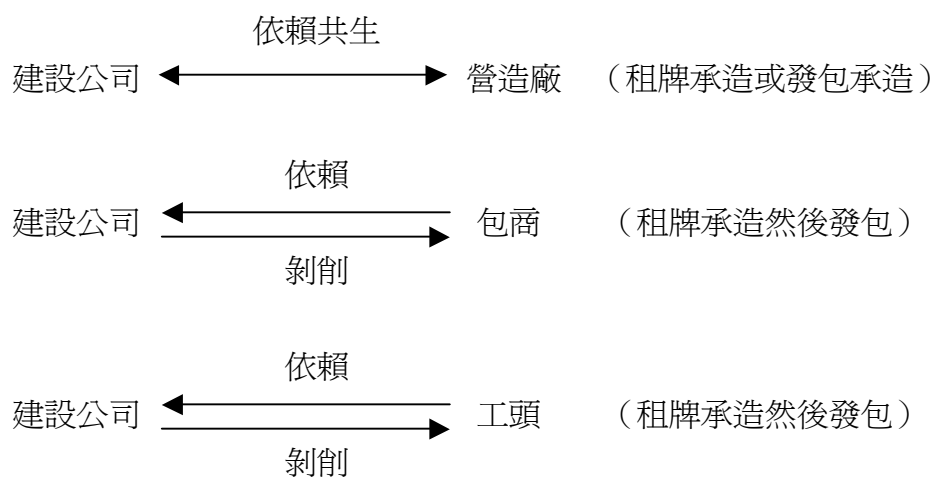 依賴共生
建設公司 營造廠 （租牌承造或發包承造）
依賴
建設公司 包商 （租牌承造然後發包）
剝削
依賴
建設公司 工頭 （租牌承造然後發包）
剝削